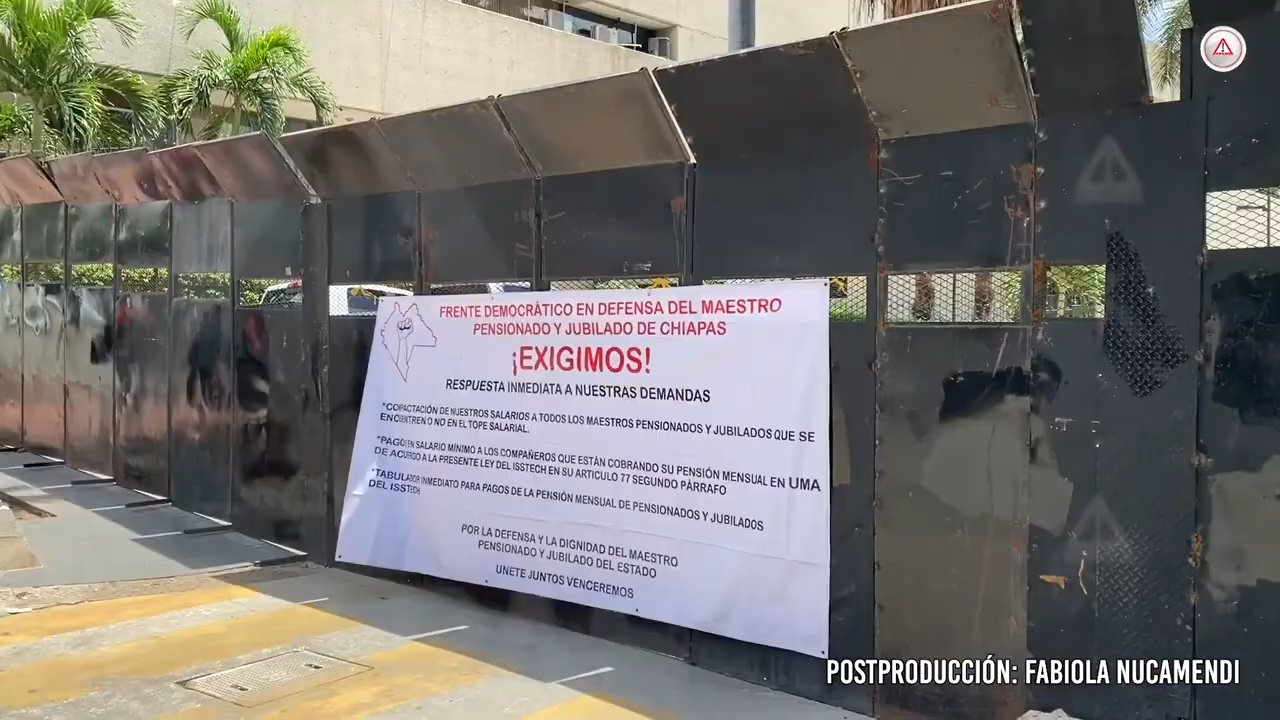 FRENTE DEMOCRÁTICO EN DEFENSA DEL MAESTRO
PENSIONADO Y JUBILADO DE CHIAPAS
¡EXIGIMOS!
RESPUESTA INMEDIATA A NUESTRAS DEMANDAS
*COPACTACIÓN DE NUESTROS SALARIOS A TODOS LOS MAESTROS PENSIONADOS Y JUBILADOS QUE SE
ENCUENTREN O NO EN EL TOPE SALARIAL.
*PAGO EN SALARIO MÍNIMO A LOS COMPAÑEROS QUE ESTÁN COBRANDO SU PENSIÓN MENSUAL EN UMA
DE ACURDO A LA PRESENTE LEY DEL ISSTECH EN SU ARTICULO 77 SEGUNDO PÀRRAFO
*TABULADOR INMEDIATO PARA PAGOS DE LA PENSIÓN MENSUAL DE PENSIONADOS Y JUBILADOS
DEL ISSTECH
POR LA DEFENSA Y LA DIGNIDAD DEL MAESTRO
PENSIONADO Y JUBILADO DEL ESTADO
UNETE JUNTOS VENCEREMOS
POSTPRODUCCIÓN: FABIOLA NUCAMENDI